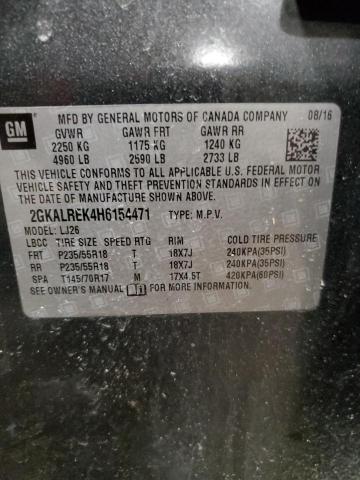 GM
MFD BY GENERAL MOTORS OF CANADA COMPANY 08/16
GVWR GAWR FRT GAWR RR
2250 KG 1175 KG 1240 KG
4960 LB 2590 LB 2733 LB
THIS VEHICLE CONFORMS TO ALL APPLICABLE U.S. FEDERAL MOTOR
VEHICLE SAFETY AND THEFT PREVENTION STANDARDS IN EFFECT ON
THE DATE OF MANUFACTURE SHOWN ABOVE.
2GKALREK4H6154471 TYPE: M.P.V.
MODEL: LJ26
LBCC TIRE SIZE SPEED RTG RIM COLD TIRE PRESSURE
FRT P235/55R18 T 18X7J 240KPA(35PSI)
RR P235/55R18 T 18X7J 240KPA(35PSI)
SPA T145/70R17 M 17X4.5T 420KPA(60PSI)
SEE OWNER'S MANUAL FOR MORE INFORMATION